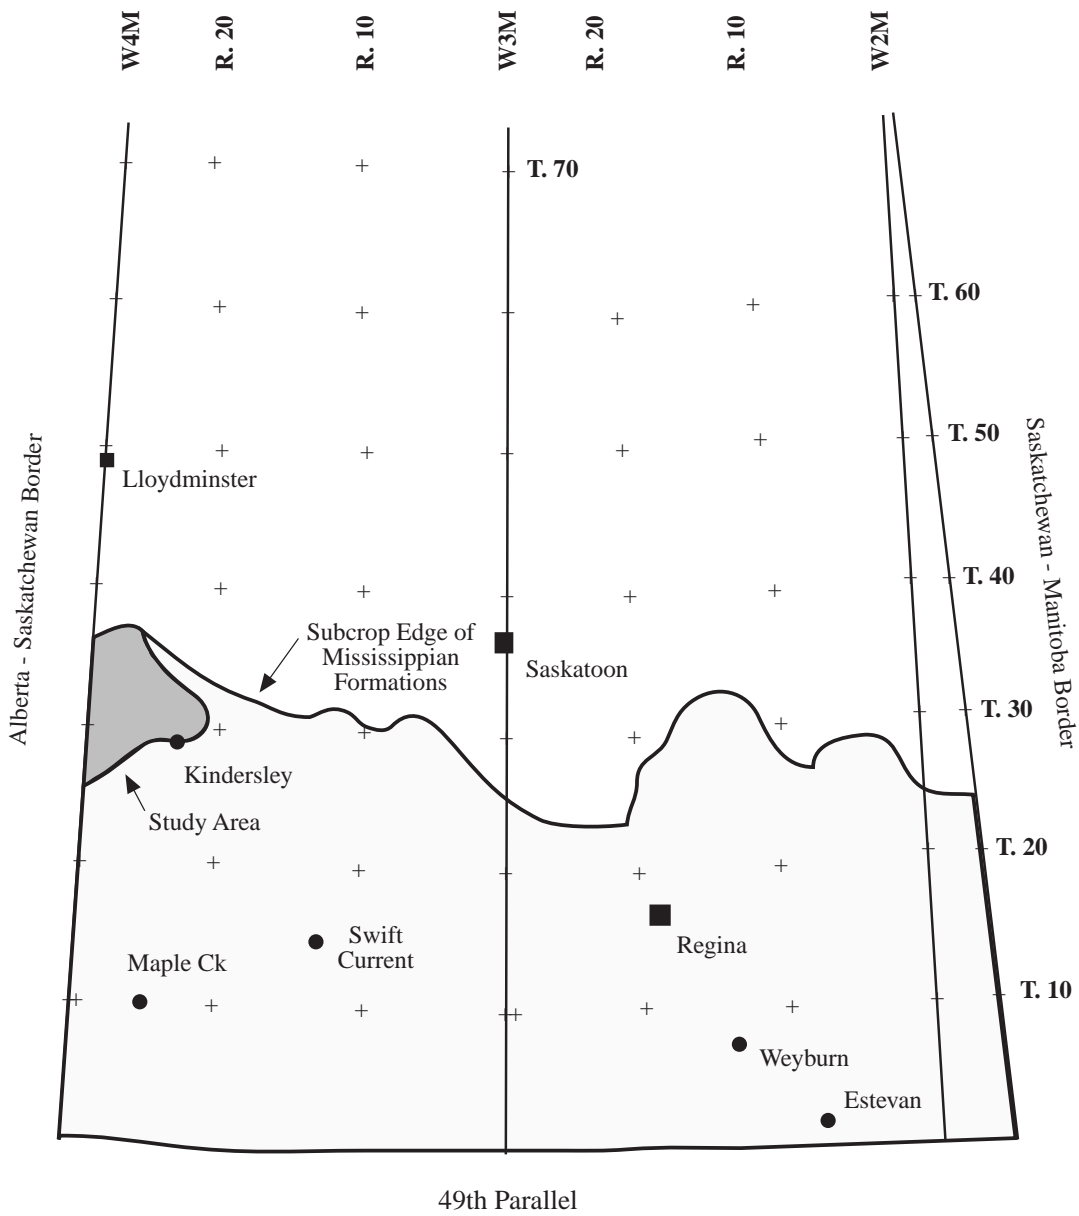 W4M
R. 20
R. 10
W3M
R. 20
R. 10
W2M
T. 70
T. 60
T. 50
Lloydminster
T. 40
Alberta - Saskatchewan Border
Saskatchewan - Manitoba Border
Subcrop Edge of
Mississippian
Formations
Saskatoon
T. 30
Kindersley
Study Area
T. 20
Swift
Current
Regina
Maple Ck
T. 10
Weyburn
Estevan
49th Parallel